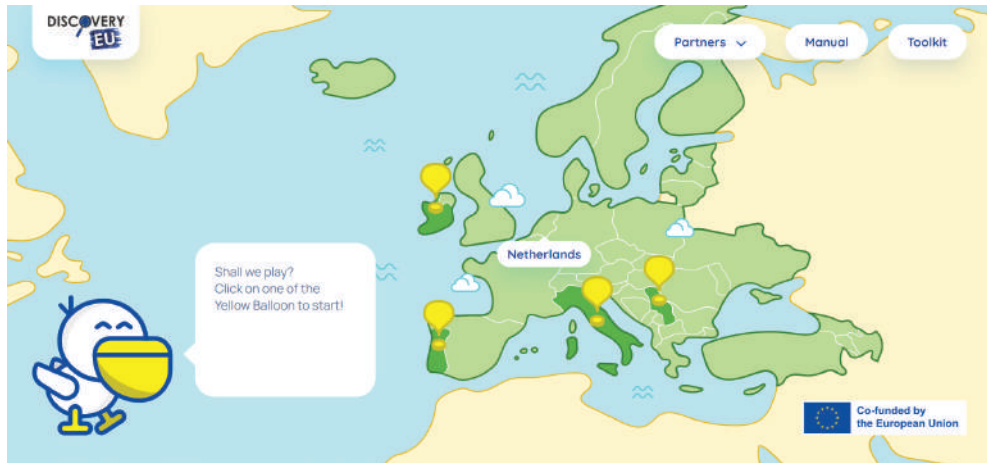 DISCOVERY
EU
Partners
Manual
Toolkit
Netherlands
Shall we play?
Click on one of the
Yellow Balloon to start!
Co-funded by
the European Union